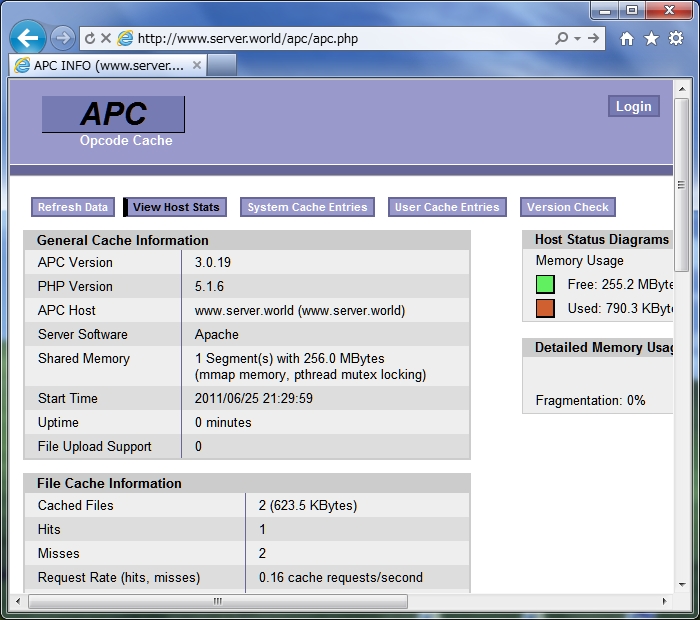 http://www.server.world/apc/apc.php
APC INFO (www.server....
APC
Opcode Cache
Login
Refresh Data
View Host Stats
System Cache Entries
User Cache Entries
Version Check
General Cache Information
APC Version 3.0.19
PHP Version 5.1.6
APC Host www.server.world (www.server.world)
Server Software Apache
Shared Memory 1 Segment(s) with 256.0 MBytes
(mmap memory, pthread mutex locking)
Start Time 2011/06/25 21:29:59
Uptime 0 minutes
File Upload Support 0
Host Status Diagrams
Memory Usage
Free: 255.2 MByte
Used: 790.3 KByt
Detailed Memory Usag
Fragmentation: 0%
File Cache Information
Cached Files 2 (623.5 KBytes)
Hits 1
Misses 2
Request Rate (hits, misses) 0.16 cache requests/second